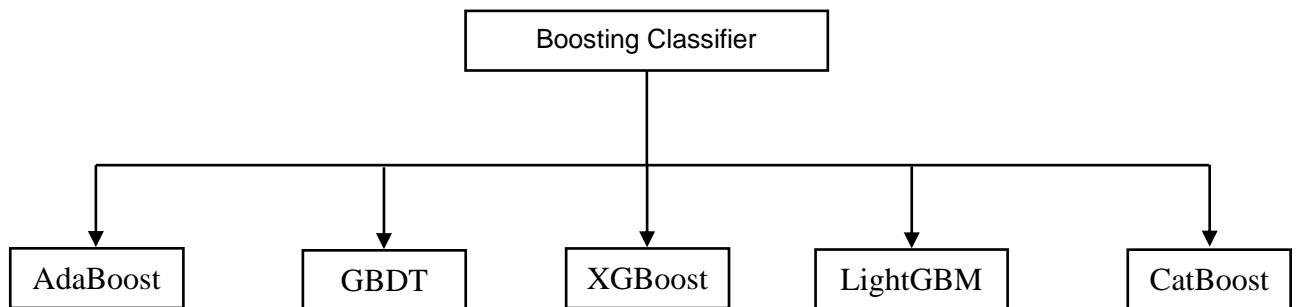 Boosting Classifier
AdaBoost
GBDT
XGBoost
LightGBM
CatBoost